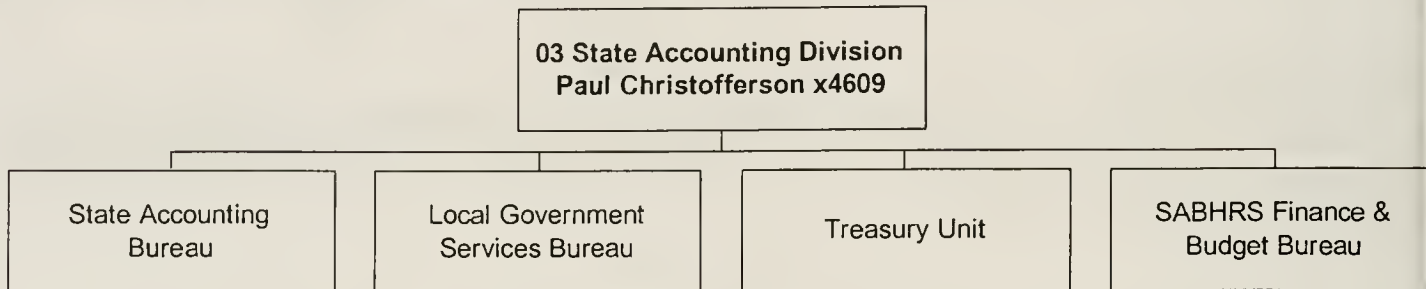 03 State Accounting Division
Paul Christofferson x4609
State Accounting
Bureau
Local Government
Services Bureau
Treasury Unit
SABHRS Finance &
Budget Bureau